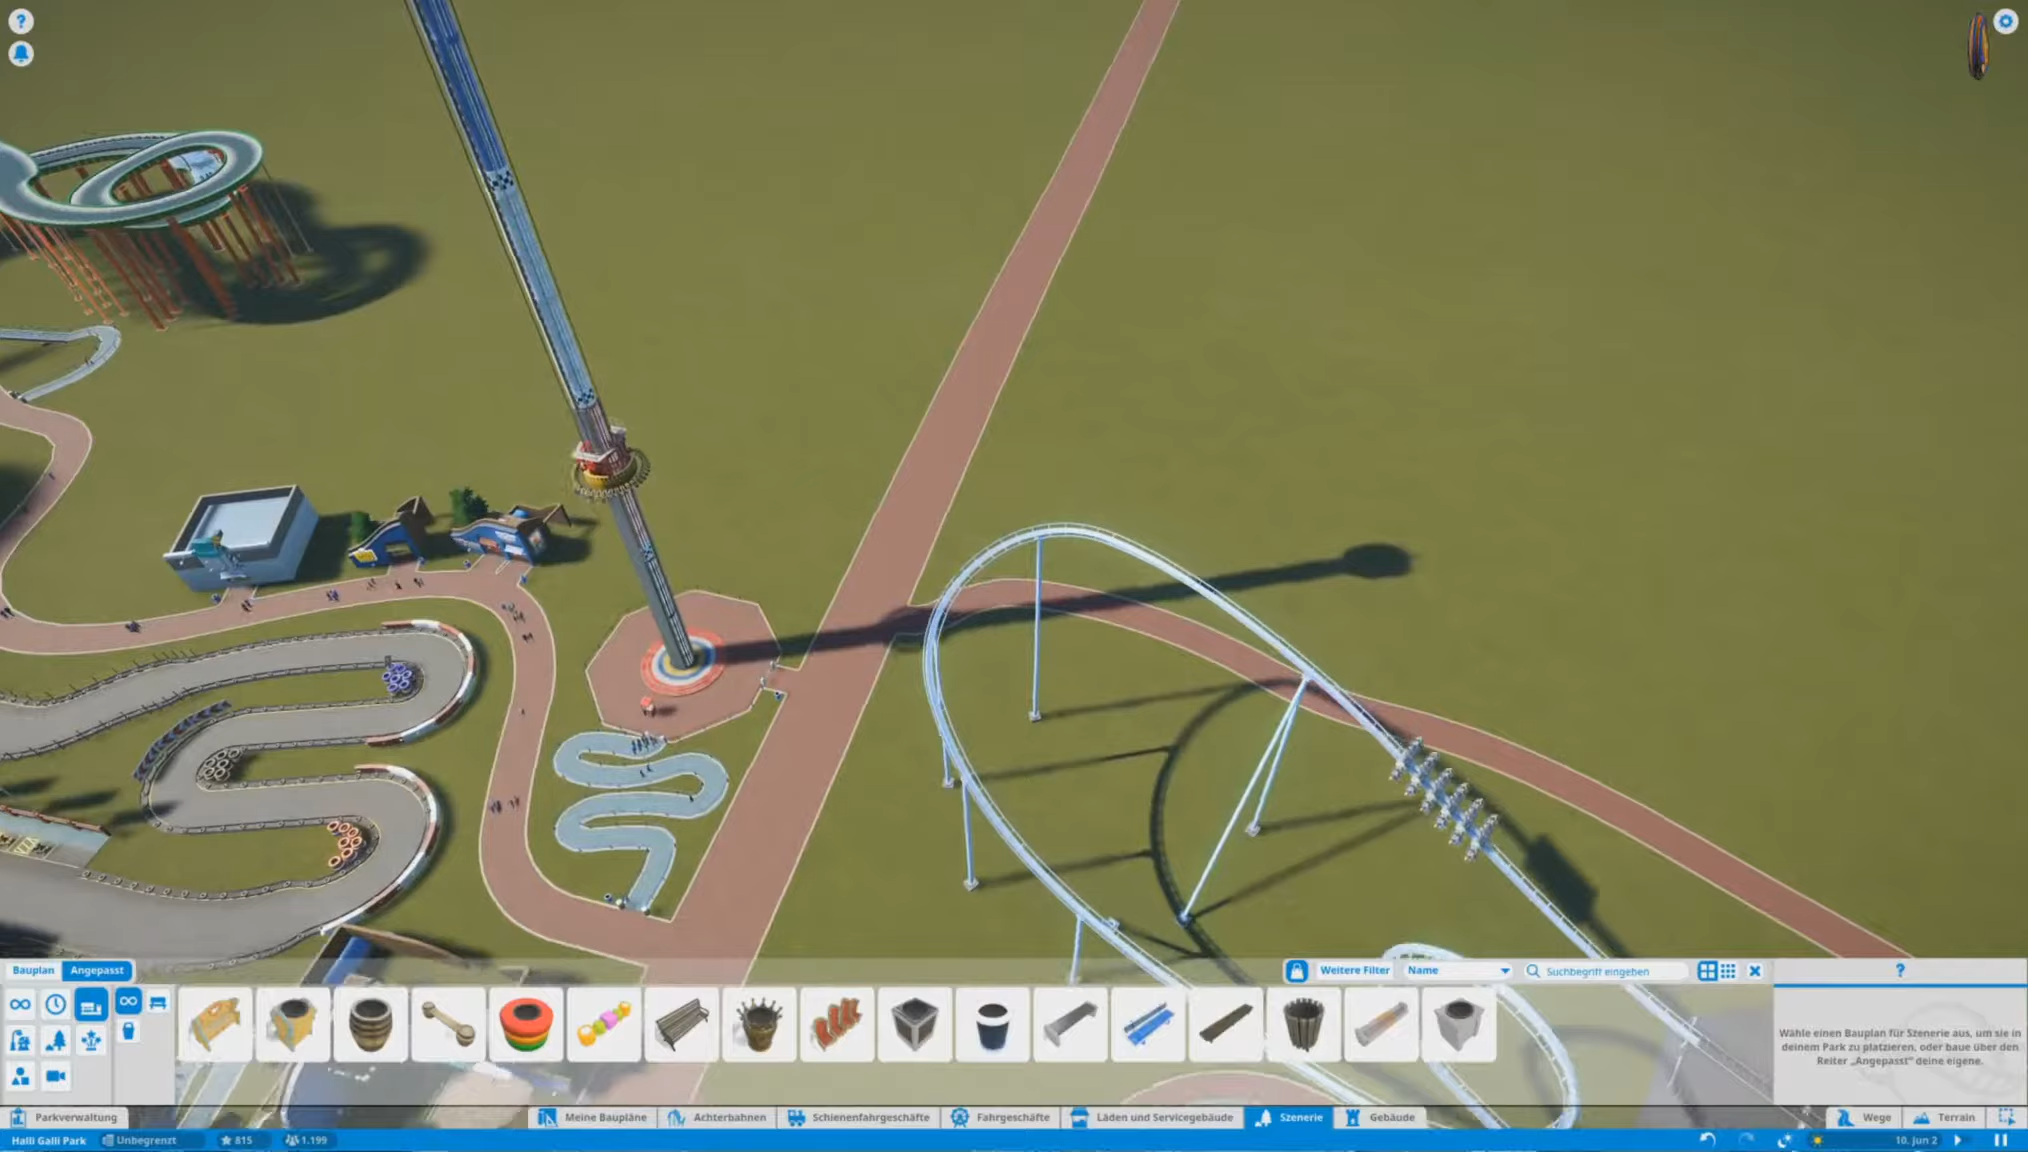 ?
Bauplan Angepasst
Weitere Filter Name Suchbegriff eingeben ?
Wähle einen Bauplan für Szenerie aus, um sie in
deinem Park zu platzieren, oder baue über den
Reiter „Angepasst" deine eigene.
Parkverwaltung Meine Baupläne Achterbahnen Schienenfahrgeschäfte Fahrgeschäfte Läden und Servicegebäude Szenerie Gebäude Wege Terrain
Halli Galli Park Unbegrenzt 815 1.199 10. Jun 2